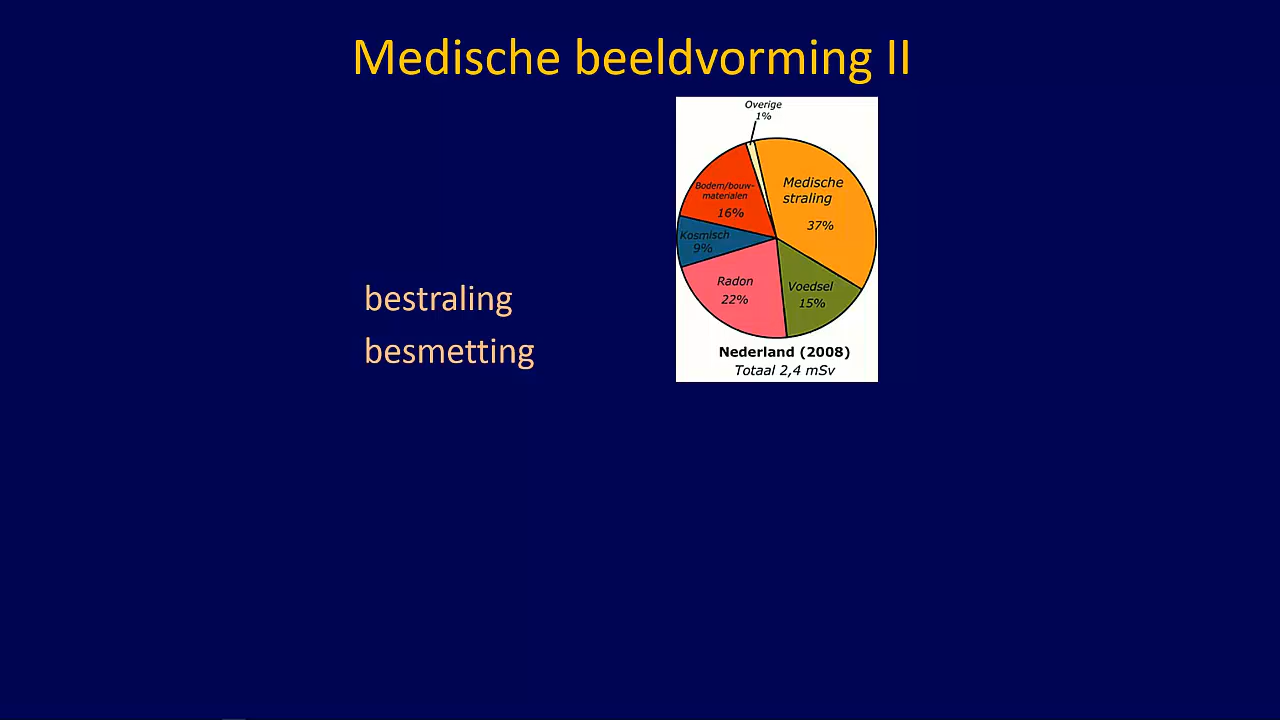 Medische beeldvorming II
Overige
1%
Medische
straling
37%
Bodem/bouw-
materialen
16%
Kosmisch
9%
Radon
22%
Voedsel
15%
Nederland (2008)
Totaal 2,4 mSv
bestraling
besmetting